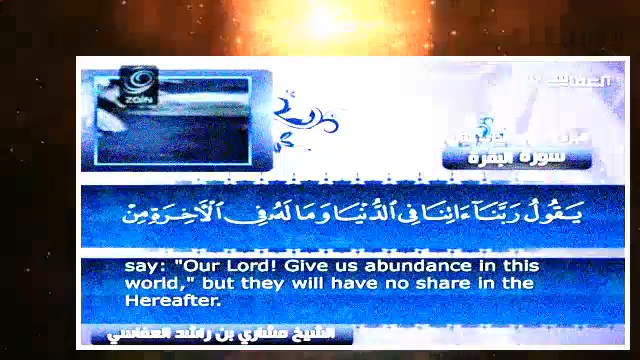 ZAIN
العفاسي
سورة البقرة
يَقُولُ رَبَّنَآ ءَاتِنَا فِي ٱلدُّنْيَا وَمَا لَهُۥ فِي ٱلْأَخِرَةِ مِنْ
say: "Our Lord! Give us abundance in this
world," but they will have no share in the
Hereafter.
الشيخ مشاري بن راشد العفاسي